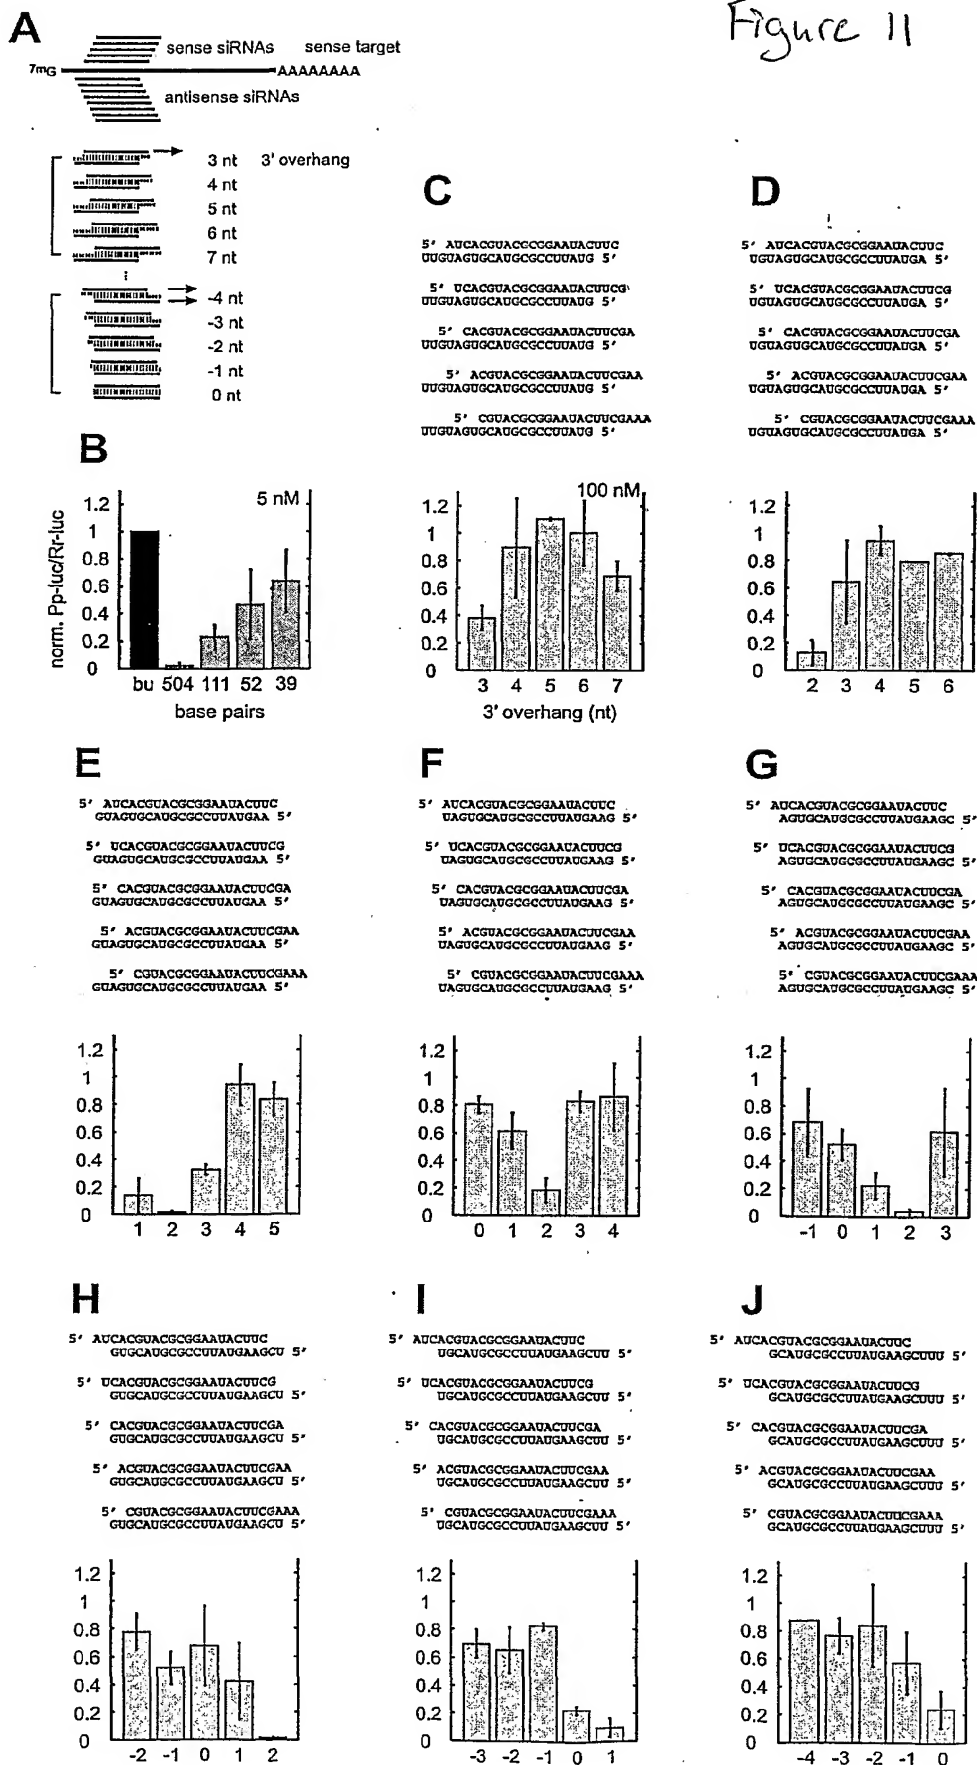 Figure 11
A
sense siRNAs sense target
7mG AAAAAAAA
antisense siRNAs
3 nt 3' overhang
4 nt
5 nt
6 nt
7 nt
-4 nt
-3 nt
-2 nt
-1 nt
0 nt
B
norm. Pp-luc/Rr-luc
5 nM
1.2
1
0.8
0.6
0.4
0.2
0
bu 504 111 52 39
base pairs
C
5' AUCACGUACGCGGAAUACUUC
UUGUAGUGCAUGCGCCUUAUG 5'
5' UCACGUACGCGGAAUACUUCG
UUGUAGUGCAUGCGCCUUAUG 5'
5' CACGUACGCGGAAUACUUCGA
UUGUAGUGCAUGCGCCUUAUG 5'
5' ACGUACGCGGAAUACUUCGAA
UUGUAGUGCAUGCGCCUUAUG 5'
5' CGUACGCGGAAUACUUCGAAA
UUGUAGUGCAUGCGCCUUAUG 5'
100 nM
1.2
1
0.8
0.6
0.4
0.2
0
3 4 5 6 7
3' overhang (nt)
D
5' AUCACGUACGCGGAAUACUUC
UGUAGUGCAUGCGCCUUAUGA 5'
5' UCACGUACGCGGAAUACUUCG
UGUAGUGCAUGCGCCUUAUGA 5'
5' CACGUACGCGGAAUACUUCGA
UGUAGUGCAUGCGCCUUAUGA 5'
5' ACGUACGCGGAAUACUUCGAA
UGUAGUGCAUGCGCCUUAUGA 5'
5' CGUACGCGGAAUACUUCGAAA
UGUAGUGCAUGCGCCUUAUGA 5'
1.2
1
0.8
0.6
0.4
0.2
0
2 3 4 5 6
E
5' AUCACGUACGCGGAAUACUUC
GUAGUGCAUGCGCCUUAUGAA 5'
5' UCACGUACGCGGAAUACUUCG
GUAGUGCAUGCGCCUUAUGAA 5'
5' CACGUACGCGGAAUACUUCGA
GUAGUGCAUGCGCCUUAUGAA 5'
5' ACGUACGCGGAAUACUUCGAA
GUAGUGCAUGCGCCUUAUGAA 5'
5' CGUACGCGGAAUACUUCGAAA
GUAGUGCAUGCGCCUUAUGAA 5'
1.2
1
0.8
0.6
0.4
0.2
0
1 2 3 4 5
F
5' AUCACGUACGCGGAAUACUUC
UAGUGCAUGCGCCUUAUGAAG 5'
5' UCACGUACGCGGAAUACUUCG
UAGUGCAUGCGCCUUAUGAAG 5'
5' CACGUACGCGGAAUACUUCGA
UAGUGCAUGCGCCUUAUGAAG 5'
5' ACGUACGCGGAAUACUUCGAA
UAGUGCAUGCGCCUUAUGAAG 5'
5' CGUACGCGGAAUACUUCGAAA
UAGUGCAUGCGCCUUAUGAAG 5'
1.2
1
0.8
0.6
0.4
0.2
0
0 1 2 3 4
G
5' AUCACGUACGCGGAAUACUUC
AGUGCAUGCGCCUUAUGAAGC 5'
5' UCACGUACGCGGAAUACUUCG
AGUGCAUGCGCCUUAUGAAGC 5'
5' CACGUACGCGGAAUACUUCGA
AGUGCAUGCGCCUUAUGAAGC 5'
5' ACGUACGCGGAAUACUUCGAA
AGUGCAUGCGCCUUAUGAAGC 5'
5' CGUACGCGGAAUACUUCGAAA
AGUGCAUGCGCCUUAUGAAGC 5'
1.2
1
0.8
0.6
0.4
0.2
0
-1 0 1 2 3
H
5' AUCACGUACGCGGAAUACUUC
GUGCAUGCGCCUUAUGAAGCU 5'
5' UCACGUACGCGGAAUACUUCG
GUGCAUGCGCCUUAUGAAGCU 5'
5' CACGUACGCGGAAUACUUCGA
GUGCAUGCGCCUUAUGAAGCU 5'
5' ACGUACGCGGAAUACUUCGAA
GUGCAUGCGCCUUAUGAAGCU 5'
5' CGUACGCGGAAUACUUCGAAA
GUGCAUGCGCCUUAUGAAGCU 5'
1.2
1
0.8
0.6
0.4
0.2
0
-2 -1 0 1 2
I
5' AUCACGUACGCGGAAUACUUC
UGCAUGCGCCUUAUGAAGCUU 5'
5' UCACGUACGCGGAAUACUUCG
UGCAUGCGCCUUAUGAAGCUU 5'
5' CACGUACGCGGAAUACUUCGA
UGCAUGCGCCUUAUGAAGCUU 5'
5' ACGUACGCGGAAUACUUCGAA
UGCAUGCGCCUUAUGAAGCUU 5'
5' CGUACGCGGAAUACUUCGAAA
UGCAUGCGCCUUAUGAAGCUU 5'
1.2
1
0.8
0.6
0.4
0.2
0
-3 -2 -1 0 1
J
5' AUCACGUACGCGGAAUACUUC
GCAUGCGCCUUAUGAAGCUUU 5'
5' UCACGUACGCGGAAUACUUCG
GCAUGCGCCUUAUGAAGCUUU 5'
5' CACGUACGCGGAAUACUUCGA
GCAUGCGCCUUAUGAAGCUUU 5'
5' ACGUACGCGGAAUACUUCGAA
GCAUGCGCCUUAUGAAGCUUU 5'
5' CGUACGCGGAAUACUUCGAAA
GCAUGCGCCUUAUGAAGCUUU 5'
1.2
1
0.8
0.6
0.4
0.2
0
-4 -3 -2 -1 0